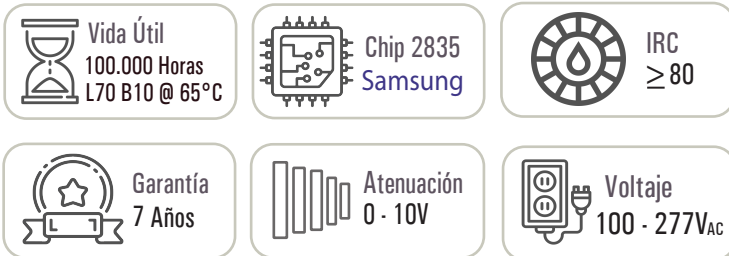 Vida Útil
100.000 Horas
L70 B10 @ 65°C
Chip 2835
Samsung
IRC
≥ 80
Garantía
7 Años
Atenuación
0 - 10V
Voltaje
100 - 277VAC